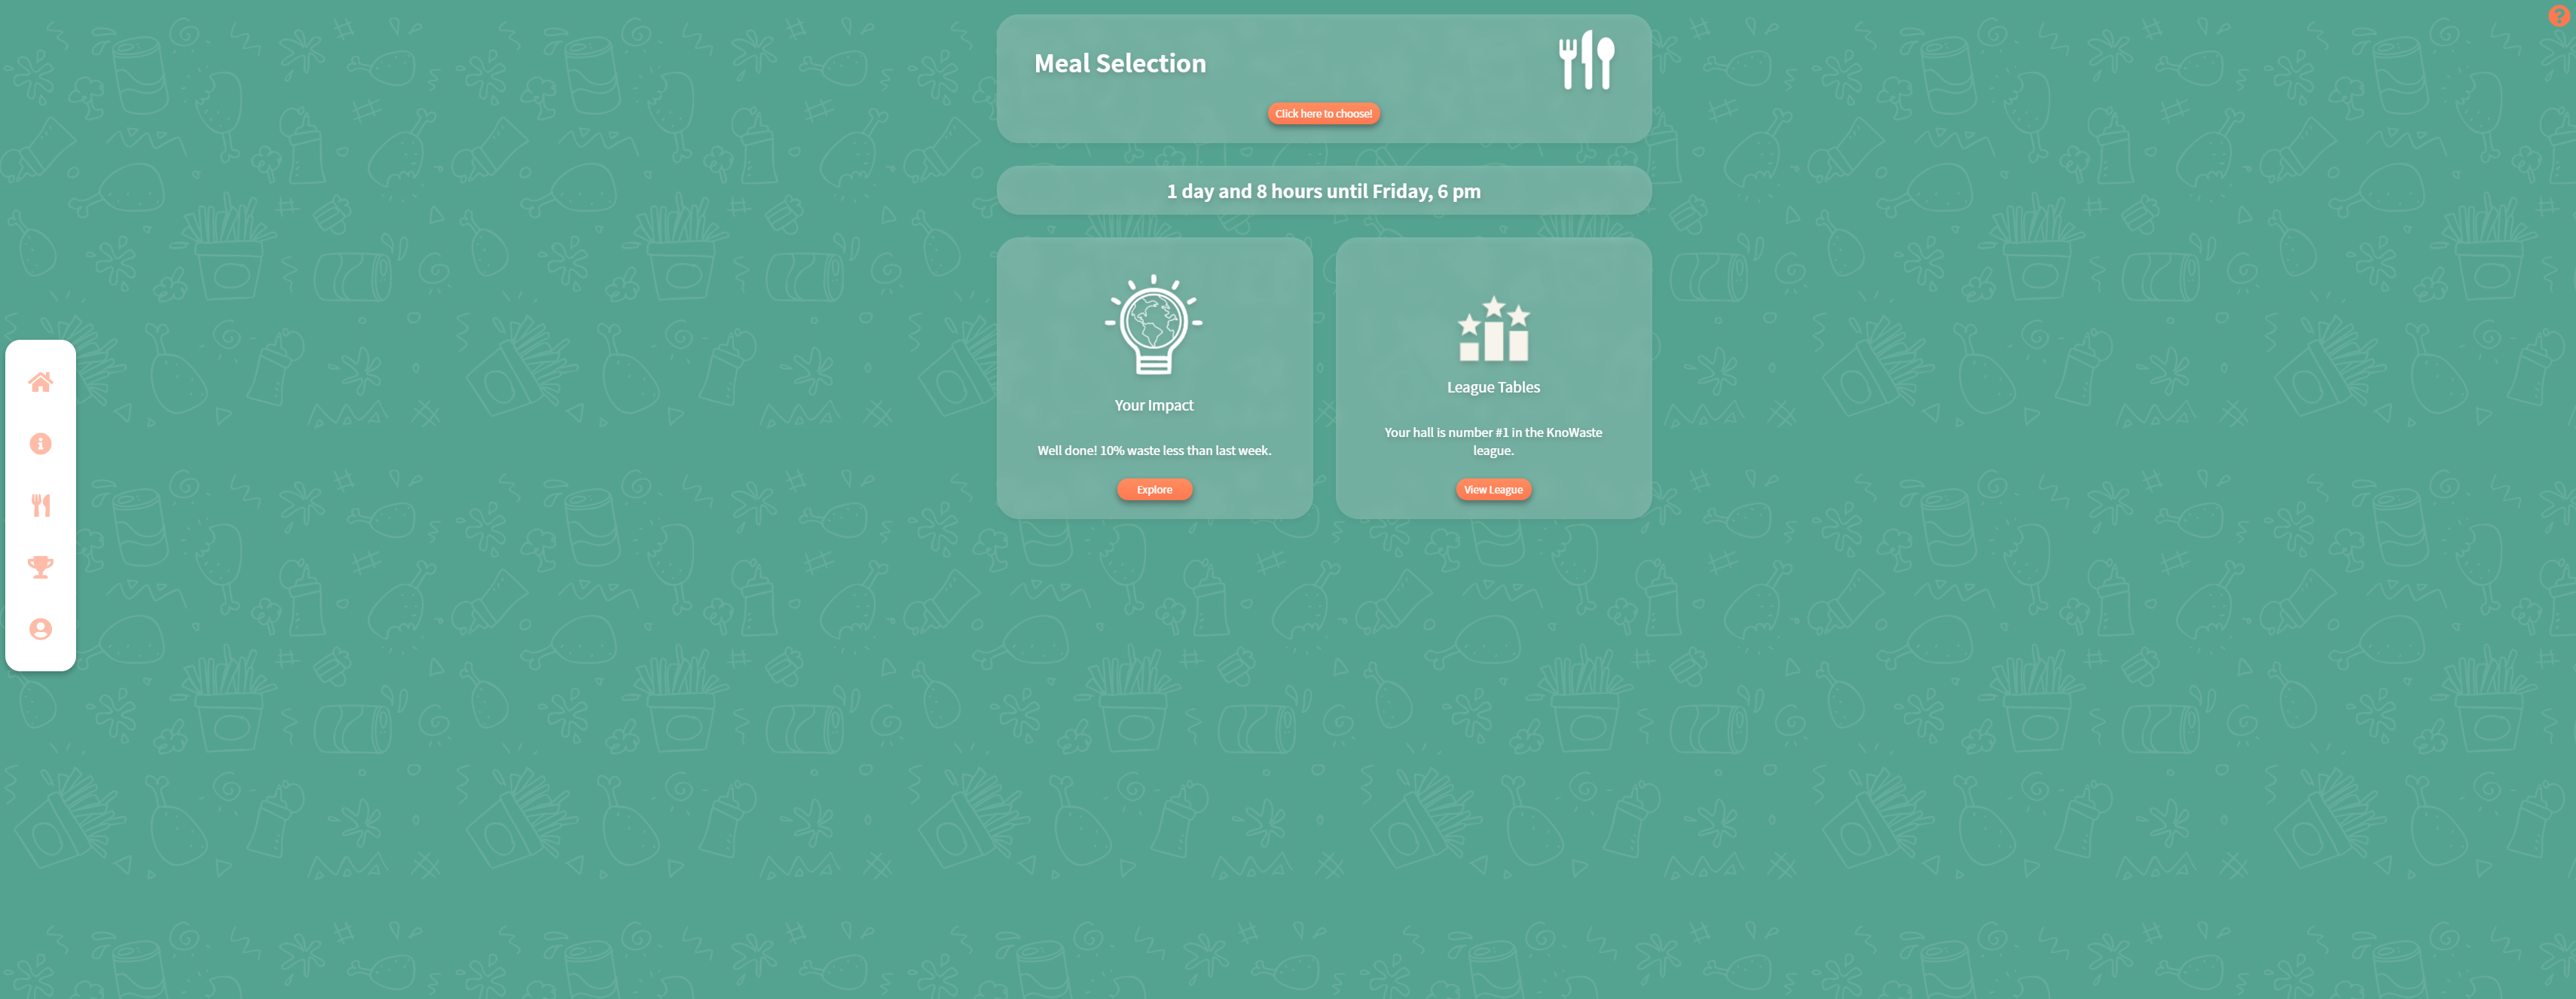 Meal Selection
Click here to choose!
1 day and 8 hours until Friday, 6 pm
Your Impact
Well done! 10% waste less than last week.
Explore
League Tables
Your hall is number #1 in the KnoWaste
league.
View League